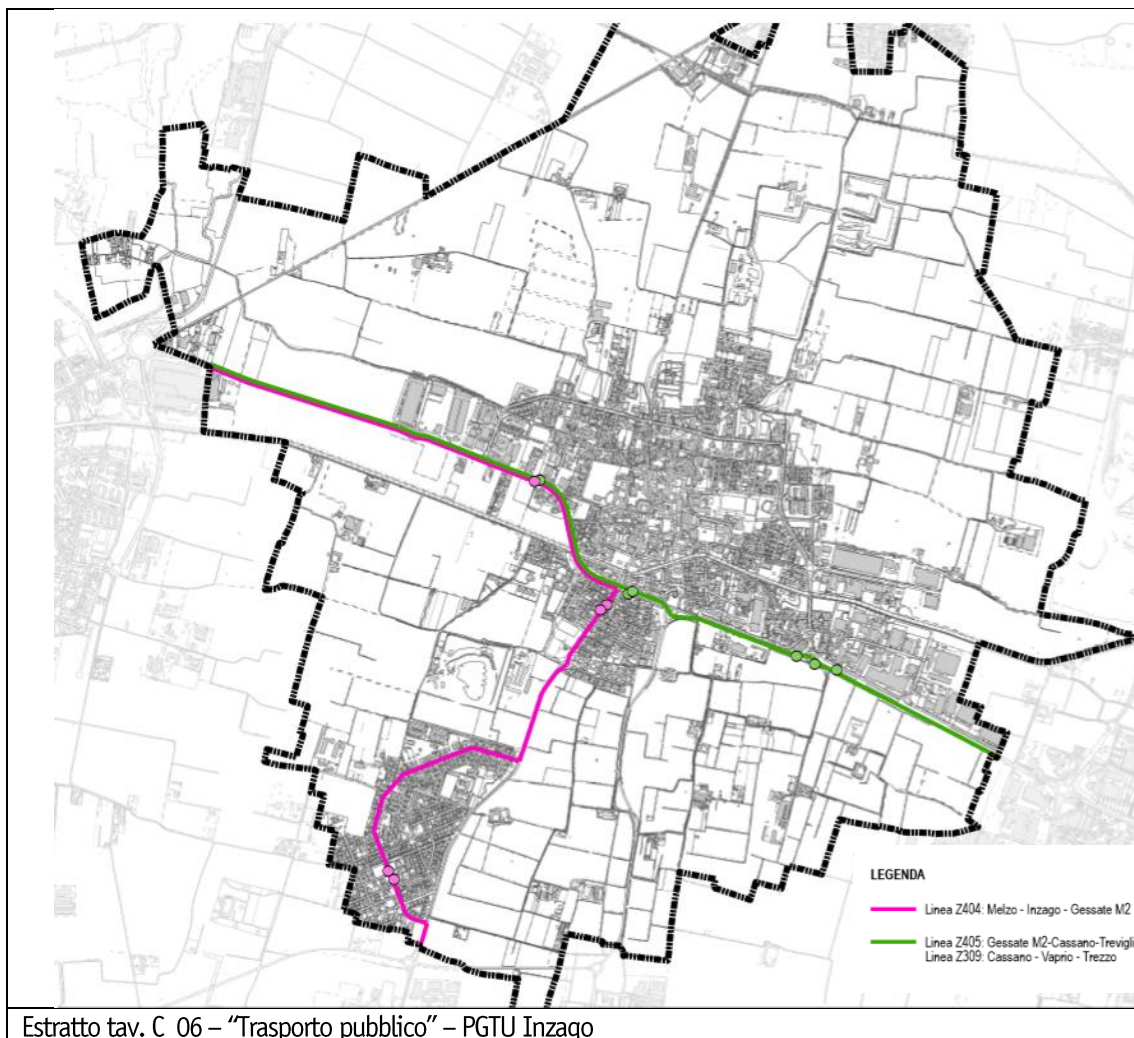 LEGENDA
Linea Z404: Melzo - Inzago - Gessate M2
Linea Z405: Gessate M2-Cassano-Trevigli
Linea Z309: Cassano - Vaprio - Trezzo
Estratto tav. C_06 – “Trasporto pubblico” – PGTU Inzago